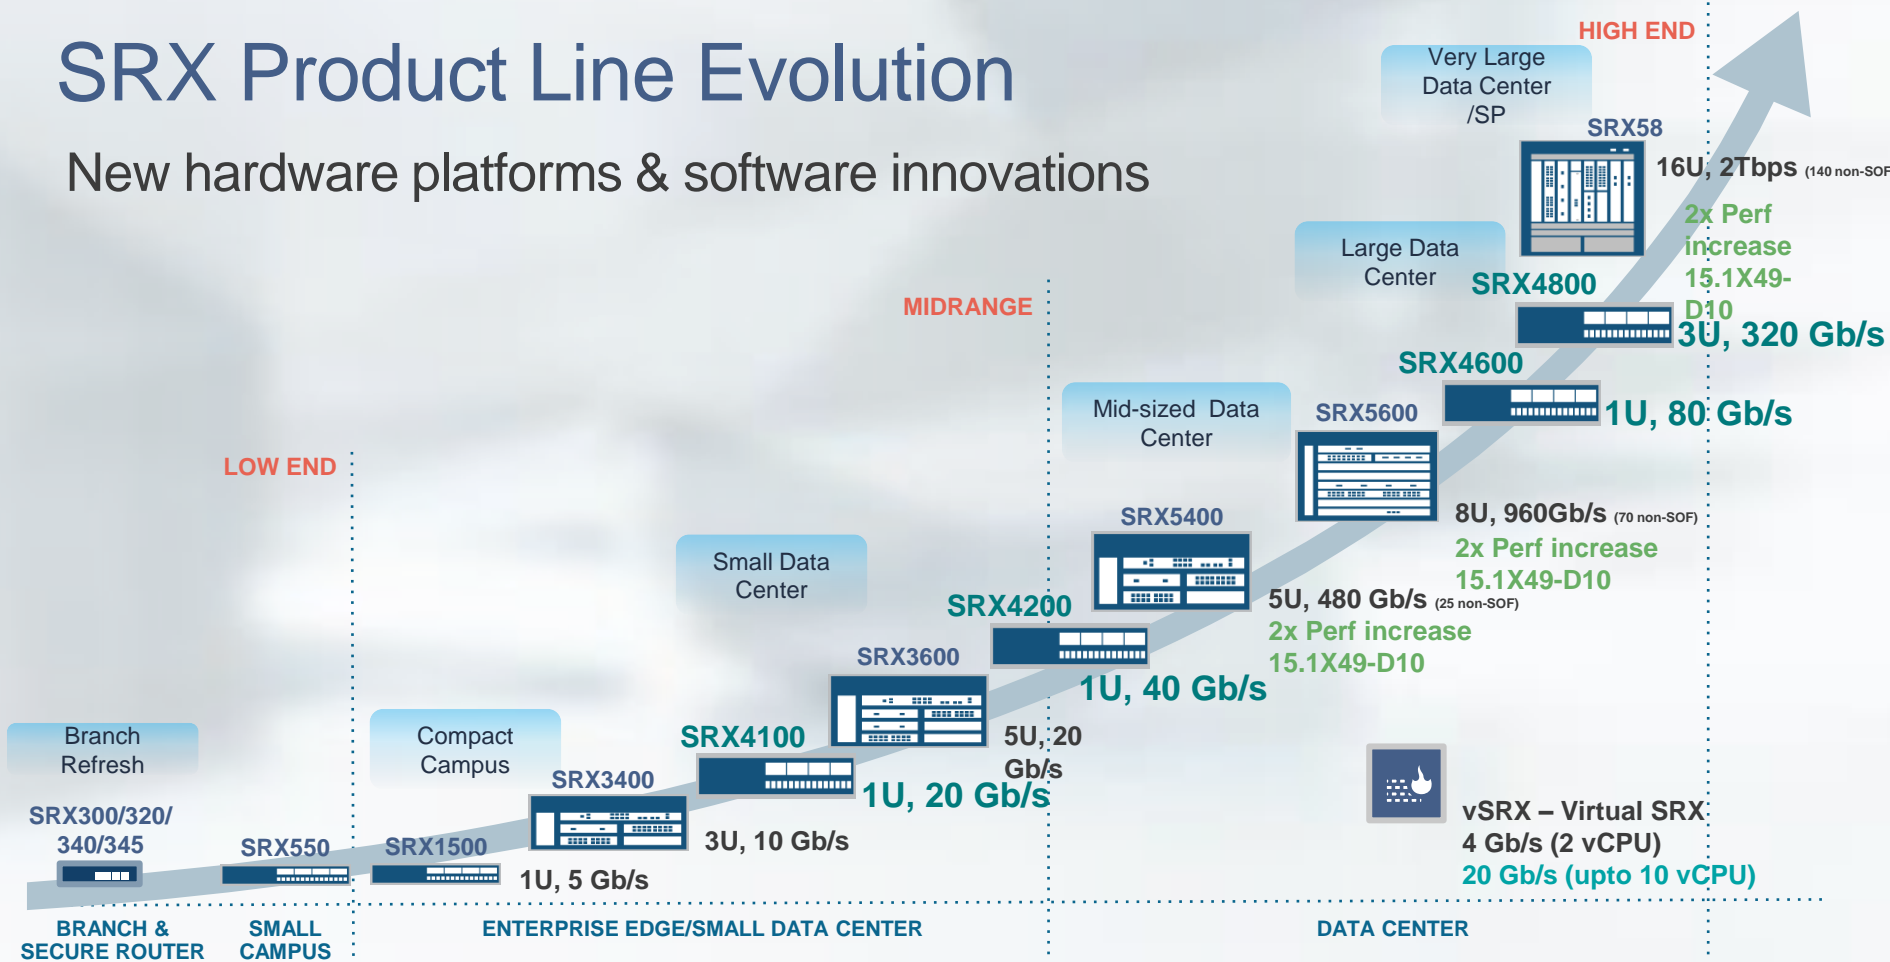 SRX Product Line Evolution
New hardware platforms & software innovations
HIGH END
Very Large
Data Center
/SP
SRX58
16U, 2Tbps (140 non-SOF
2x Perf
increase
15.1X49-
D10
Large Data
Center
SRX4800
3U, 320 Gb/s
MIDRANGE
SRX4600
1U, 80 Gb/s
Mid-sized Data
Center
SRX5600
8U, 960Gb/s (70 non-SOF)
2x Perf increase
15.1X49-D10
LOW END
SRX5400
5U, 480 Gb/s (25 non-SOF)
2x Perf increase
15.1X49-D10
Small Data
Center
SRX4200
1U, 40 Gb/s
SRX3600
5U, 20
Gb/s
Branch
Refresh
Compact
Campus
SRX4100
1U, 20 Gb/s
SRX3400
3U, 10 Gb/s
SRX300/320/
340/345
SRX550
SRX1500
1U, 5 Gb/s
vSRX – Virtual SRX
4 Gb/s (2 vCPU)
20 Gb/s (upto 10 vCPU)
BRANCH &
SECURE ROUTER
SMALL
CAMPUS
ENTERPRISE EDGE/SMALL DATA CENTER
DATA CENTER